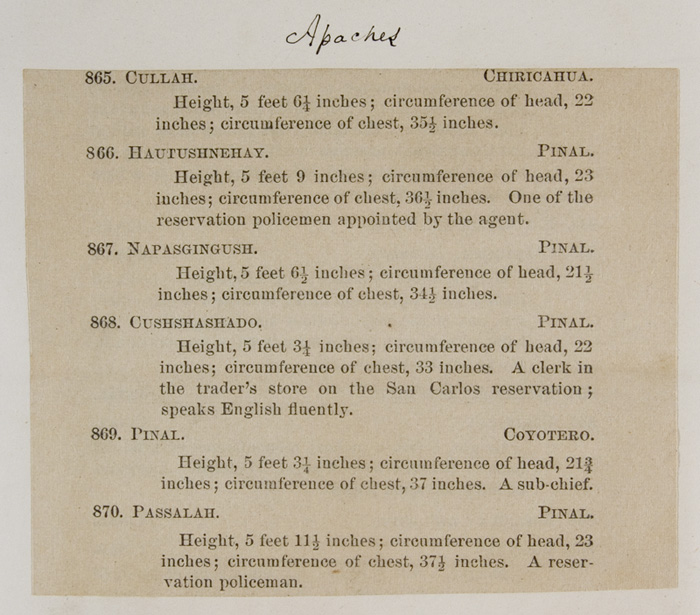 Apaches
865. CULLAH. CHIRICAHUA.
Height, 5 feet 6¼ inches; circumference of head, 22
inches; circumference of chest, 35½ inches.
866. HAUTUSHNEHAY. PINAL.
Height, 5 feet 9 inches; circumference of head, 23
inches; circumference of chest, 36½ inches. One of the
reservation policemen appointed by the agent.
867. NAPASGINGUSH. PINAL.
Height, 5 feet 6½ inches; circumference of head, 21½
inches; circumference of chest, 34½ inches.
868. CUSHSHASHADO. PINAL.
Height, 5 feet 3¼ inches; circumference of head, 22
inches; circumference of chest, 33 inches. A clerk in
the trader's store on the San Carlos reservation;
speaks English fluently.
869. PINAL. COYOTERO.
Height, 5 feet 3¼ inches; circumference of head, 21¾
inches; circumference of chest, 37 inches. A sub-chief.
870. PASSALAH. PINAL.
Height, 5 feet 11½ inches; circumference of head, 23
inches; circumference of chest, 37½ inches. A reser-
vation policeman.